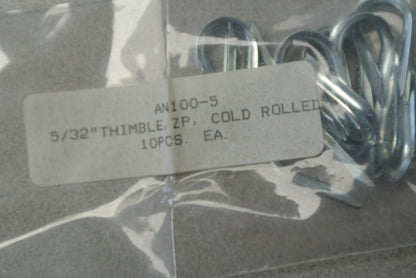 AN100-5
5/32"THIMBLE, ZP, COLD ROLLED
10PCS. EA.